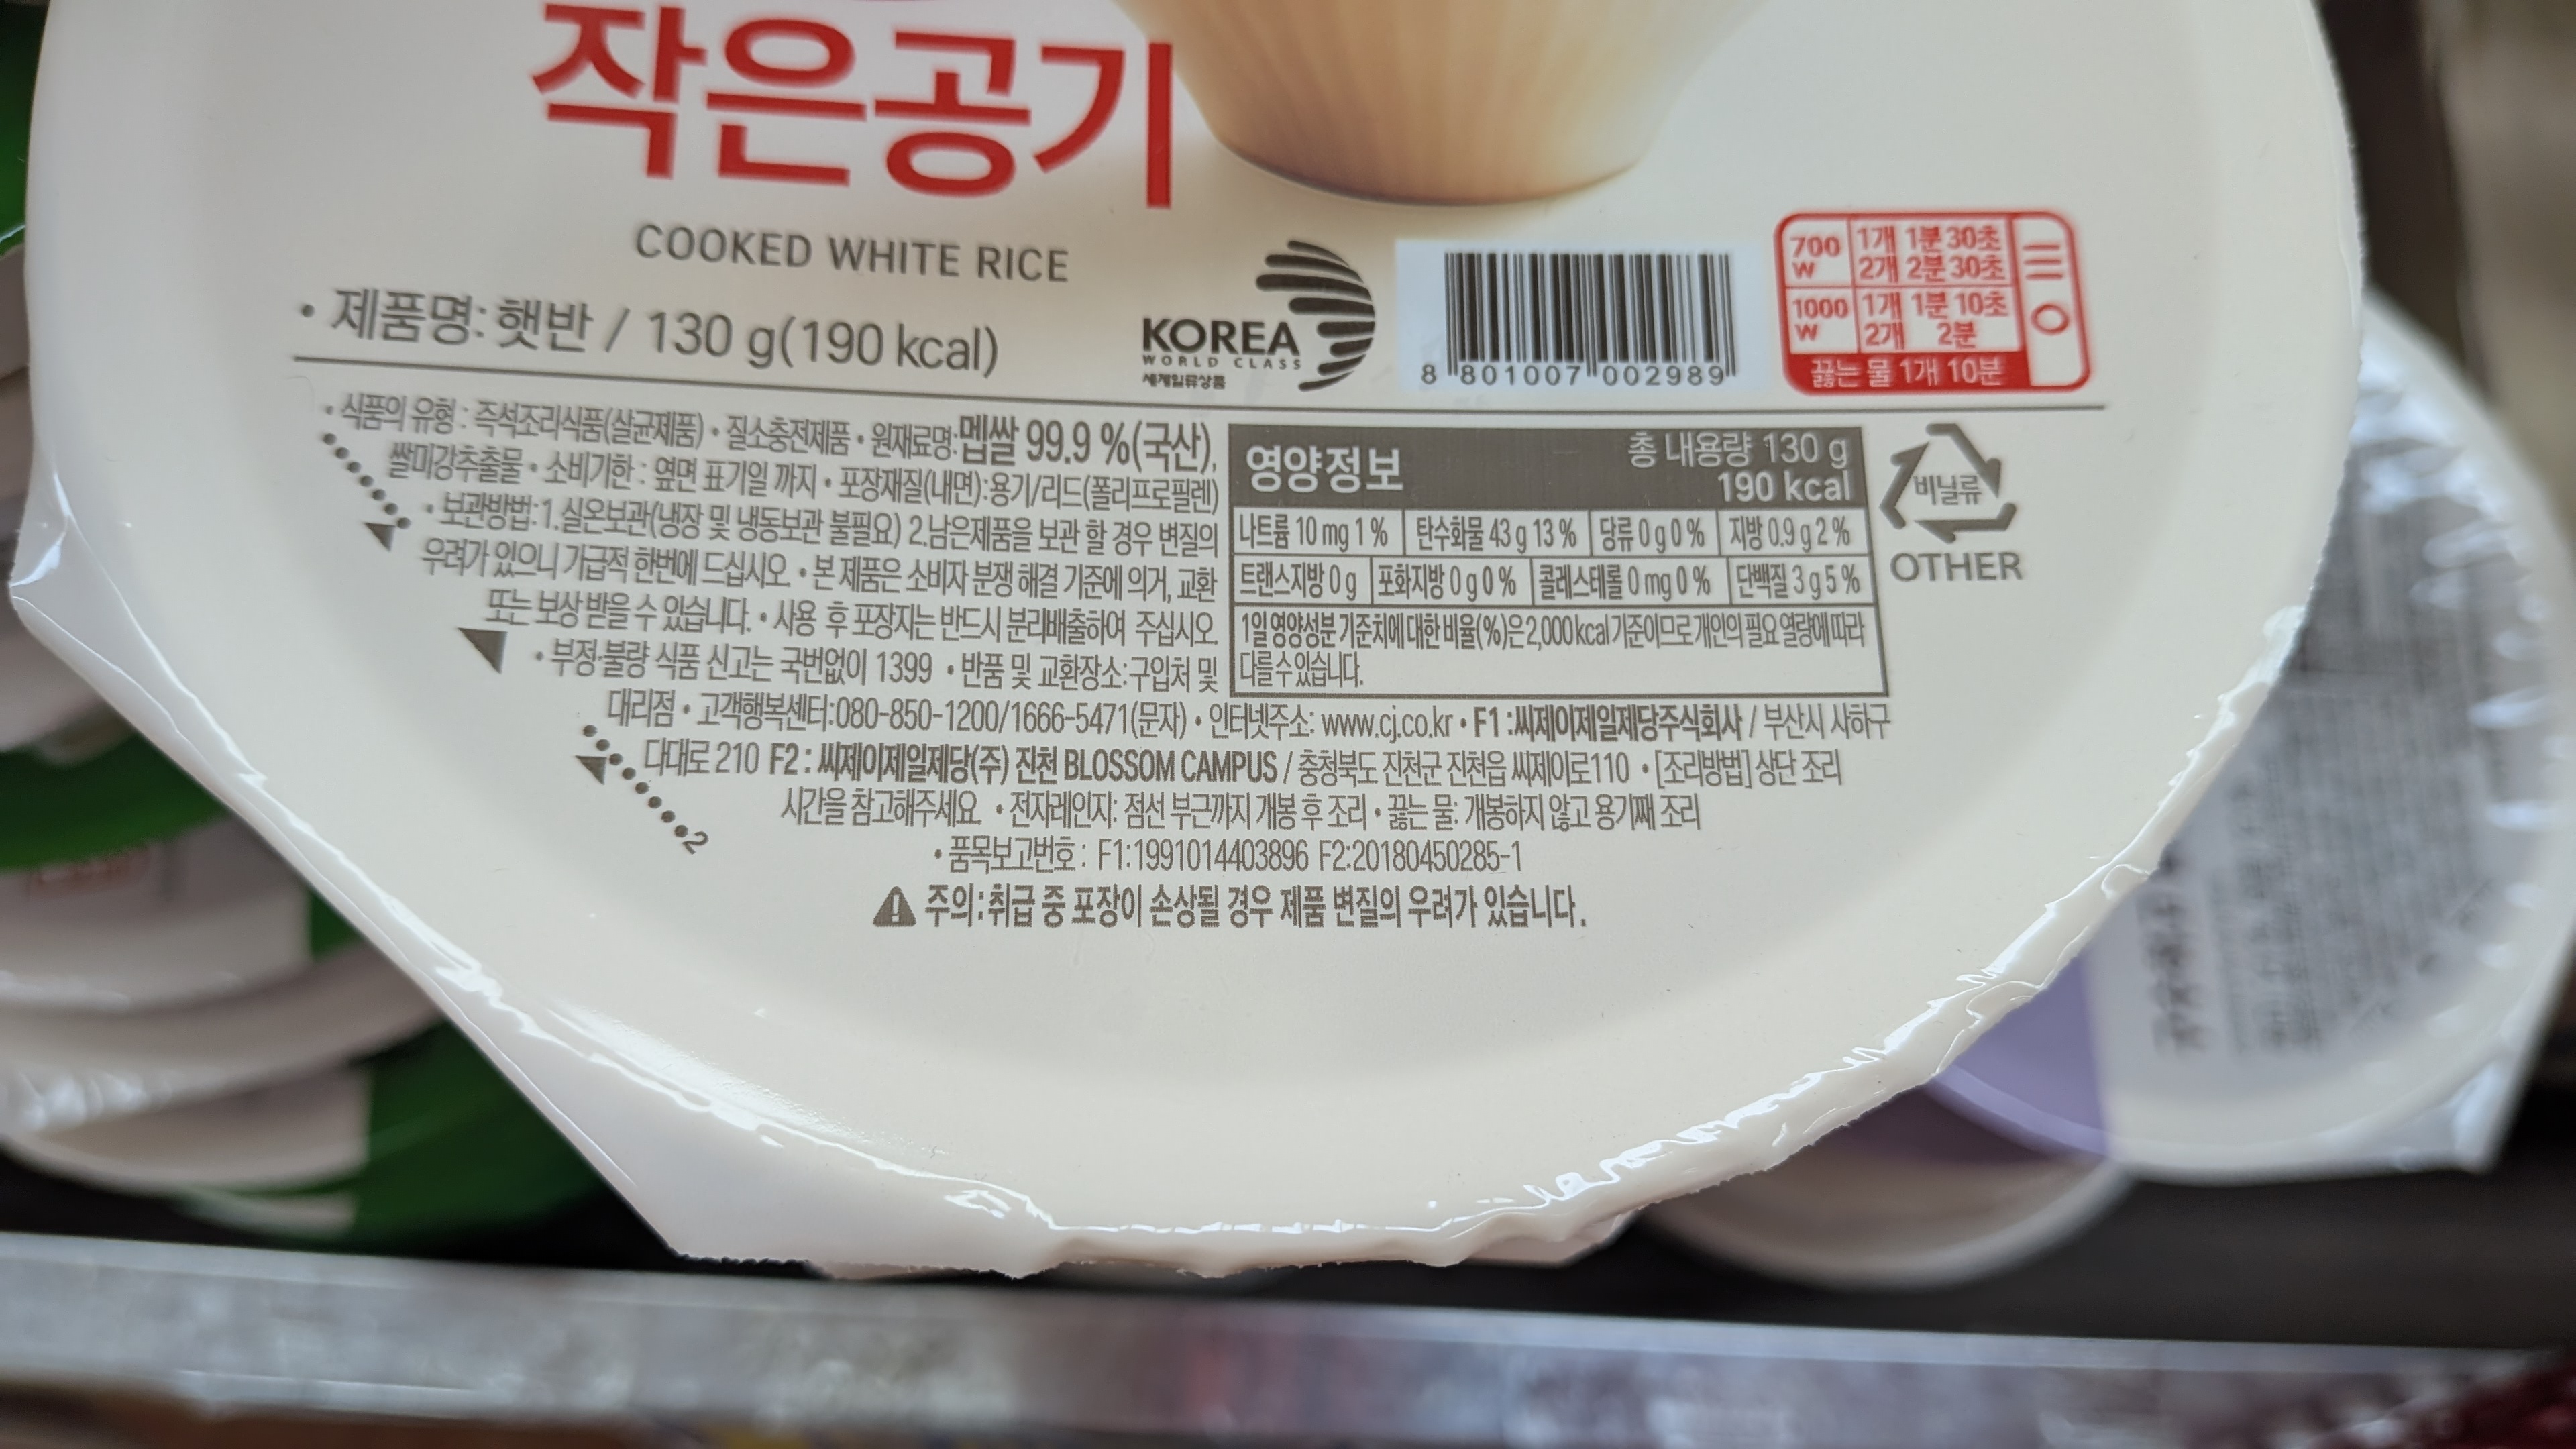 작은공기
COOKED WHITE RICE
• 제품명: 햇반 / 130 g(190 kcal)
KOREA
WORLD CLASS
세계일류상품
8 801007 002989
700 W 1개 1분 30초
2개 2분 30초
1000 W 1개 1분 10초
2개 2분
끓는 물 1개 10분
• 식품의 유형 : 즉석조리식품(살균제품) • 질소충전제품 • 원재료명:멥쌀 99.9 %(국산),
쌀미강추출물 • 소비기한 : 옆면 표기일 까지 • 포장재질(내면):용기/리드(폴리프로필렌)
• 보관방법:1.실온보관(냉장 및 냉동보관 불필요) 2.남은제품을 보관 할 경우 변질의
우려가 있으니 가급적 한번에 드십시오. • 본 제품은 소비자 분쟁 해결 기준에 의거, 교환
또는 보상 받을 수 있습니다. • 사용 후 포장지는 반드시 분리배출하여 주십시오.
• 부정·불량 식품 신고는 국번없이 1399 • 반품 및 교환장소:구입처 및
대리점 • 고객행복센터:080-850-1200/1666-5471(문자) • 인터넷주소: www.cj.co.kr • F1 :씨제이제일제당주식회사 / 부산시 사하구
다대로 210 F2 : 씨제이제일제당(주) 진천 BLOSSOM CAMPUS / 충청북도 진천군 진천읍 씨제이로110 • [조리방법] 상단 조리
시간을 참고해주세요. • 전자레인지: 점선 부근까지 개봉 후 조리 • 끓는 물: 개봉하지 않고 용기째 조리
• 품목보고번호 : F1:1991014403896 F2:20180450285-1
주의:취급 중 포장이 손상될 경우 제품 변질의 우려가 있습니다.
2
영양정보
총 내용량 130 g
190 kcal
나트륨 10 mg 1 % 탄수화물 43 g 13 % 당류 0 g 0 % 지방 0.9 g 2 %
트랜스지방 0 g 포화지방 0 g 0 % 콜레스테롤 0 mg 0 % 단백질 3 g 5 %
1일 영양성분 기준치에 대한 비율(%)은 2,000 kcal 기준이므로 개인의 필요 열량에 따라
다를 수 있습니다.
비닐류
OTHER